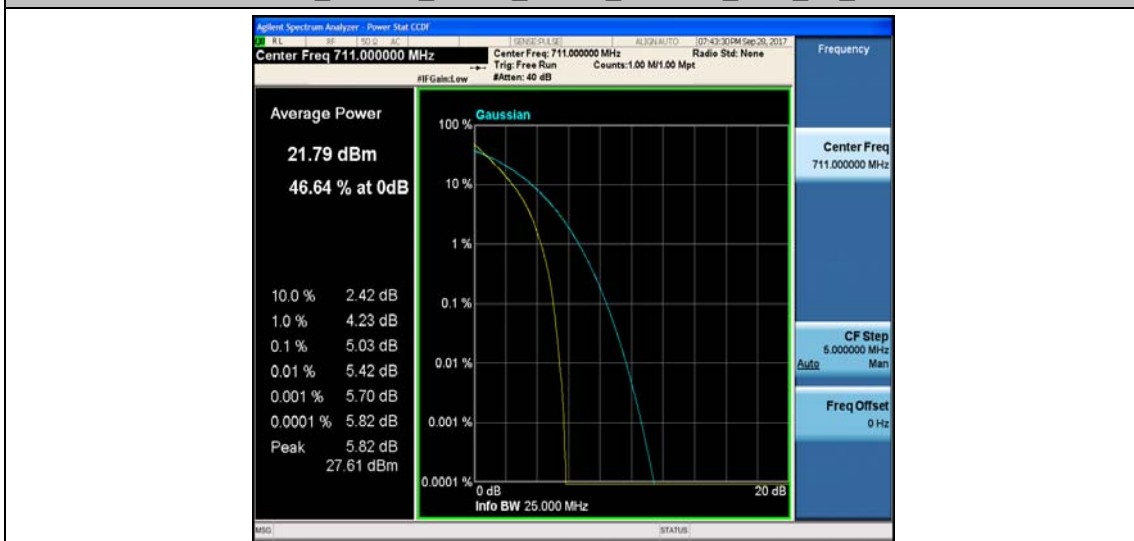 Agilent Spectrum Analyzer - Power Stat CCDF
RL RF 50 Ω AC SENSE:PULSE ALIGN AUTO 07:43:30 PM Sep 28, 2017
Center Freq 711.000000 MHz
Center Freq: 711.000000 MHz Radio Std: None
Trig: Free Run Counts:1.00 M/1.00 Mpt
#IFGain:Low #Atten: 40 dB
Frequency
Average Power
21.79 dBm
46.64 % at 0dB
10.0 % 2.42 dB
1.0 % 4.23 dB
0.1 % 5.03 dB
0.01 % 5.42 dB
0.001 % 5.70 dB
0.0001 % 5.82 dB
Peak 5.82 dB
27.61 dBm
Gaussian
100 %
10 %
1 %
0.1 %
0.01 %
0.001 %
0.0001 %
0 dB 20 dB
Info BW 25.000 MHz
Center Freq
711.000000 MHz
CF Step
5.000000 MHz
Auto Man
Freq Offset
0 Hz
MSG STATUS